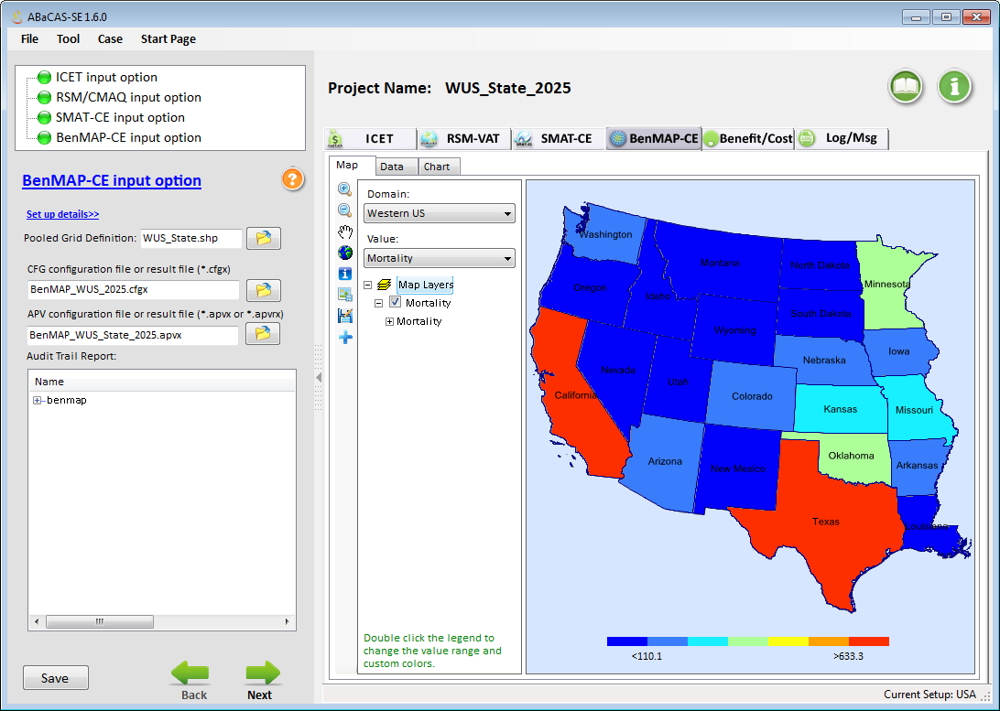 ABaCAS-SE 1.6.0
File Tool Case Start Page
ICET input option
RSM/CMAQ input option
SMAT-CE input option
BenMAP-CE input option
Project Name: WUS_State_2025
ICET RSM-VAT SMAT-CE BenMAP-CE Benefit/Cost Log/Msg
BenMAP-CE input option
Set up details>>
Pooled Grid Definition: WUS_State.shp
CFG configuration file or result file (*.cfgx)
BenMAP_WUS_2025.cfgx
APV configuration file or result file (*.apvx or *.apvrx)
BenMAP_WUS_State_2025.apvx
Audit Trail Report:
Name
benmap
Save
Back
Next
Map Data Chart
Domain:
Western US
Value:
Mortality
Map Layers
Mortality
Mortality
Double click the legend to
change the value range and
custom colors.
Washington
Montana
North Dakota
Minnesota
Oregon
Idaho
South Dakota
Wyoming
Iowa
Nebraska
Nevada
Utah
California
Colorado
Kansas
Missouri
Arizona
Oklahoma
Arkansas
New Mexico
Texas
Louisiana
<110.1 >633.3
Current Setup: USA